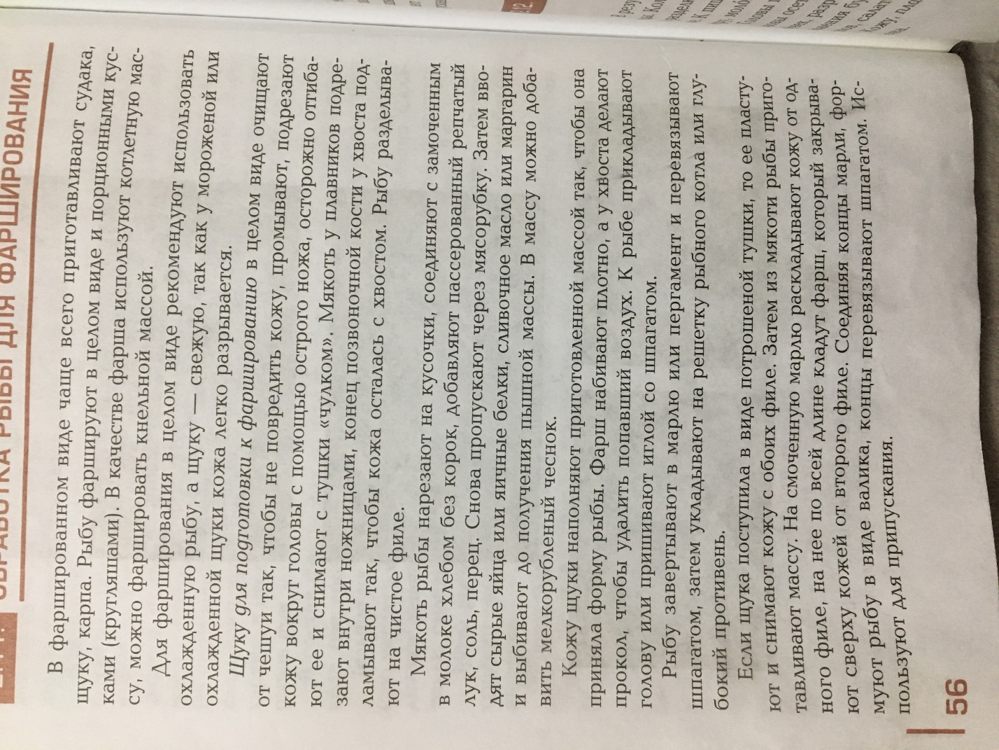 ОБРАБОТКА РЫБЫ ДЛЯ ФАРШИРОВАНИЯ
В фаршированном виде чаще всего приготавливают судака,
щуку, карпа. Рыбу фаршируют в целом виде и порционными кус-
ками (кругляшами). В качестве фарша используют котлетную мас-
су, можно фаршировать кнельной массой.
Для фарширования в целом виде рекомендуют использовать
охлажденную рыбу, а щуку — свежую, так как у мороженой или
охлажденной щуки кожа легко разрывается.
Щуку для подготовки к фаршированию в целом виде очищают
от чешуи так, чтобы не повредить кожу, промывают, подрезают
кожу вокруг головы с помощью острого ножа, осторожно отгиба-
ют ее и снимают с тушки «чулком». Мякоть у плавников подре-
зают внутри ножницами, конец позвоночной кости у хвоста под-
ламывают так, чтобы кожа осталась с хвостом. Рыбу разделыва-
ют на чистое филе.
Мякоть рыбы нарезают на кусочки, соединяют с замоченным
в молоке хлебом без корок, добавляют пассерованный репчатый
лук, соль, перец. Снова пропускают через мясорубку. Затем вво-
дят сырые яйца или яичные белки, сливочное масло или маргарин
и выбивают до получения пышной массы. В массу можно доба-
вить мелкорубленый чеснок.
Кожу щуки наполняют приготовленной массой так, чтобы она
приняла форму рыбы. Фарш набивают плотно, а у хвоста делают
прокол, чтобы удалить попавший воздух. К рыбе прикладывают
голову или пришивают иглой со шпагатом.
Рыбу завертывают в марлю или пергамент и перевязывают
шпагатом, затем укладывают на решетку рыбного котла или глу-
бокий противень.
Если щука поступила в виде потрошеной тушки, то ее пласту-
ют и снимают кожу с обоих филе. Затем из мякоти рыбы приго-
тавливают массу. На смоченную марлю раскладывают кожу от од-
ного филе, на нее по всей длине кладут фарш, который закрыва-
ют сверху кожей от второго филе. Соединяя концы марли, фор-
муют рыбу в виде валика, концы перевязывают шпагатом. Ис-
пользуют для припускания.
56